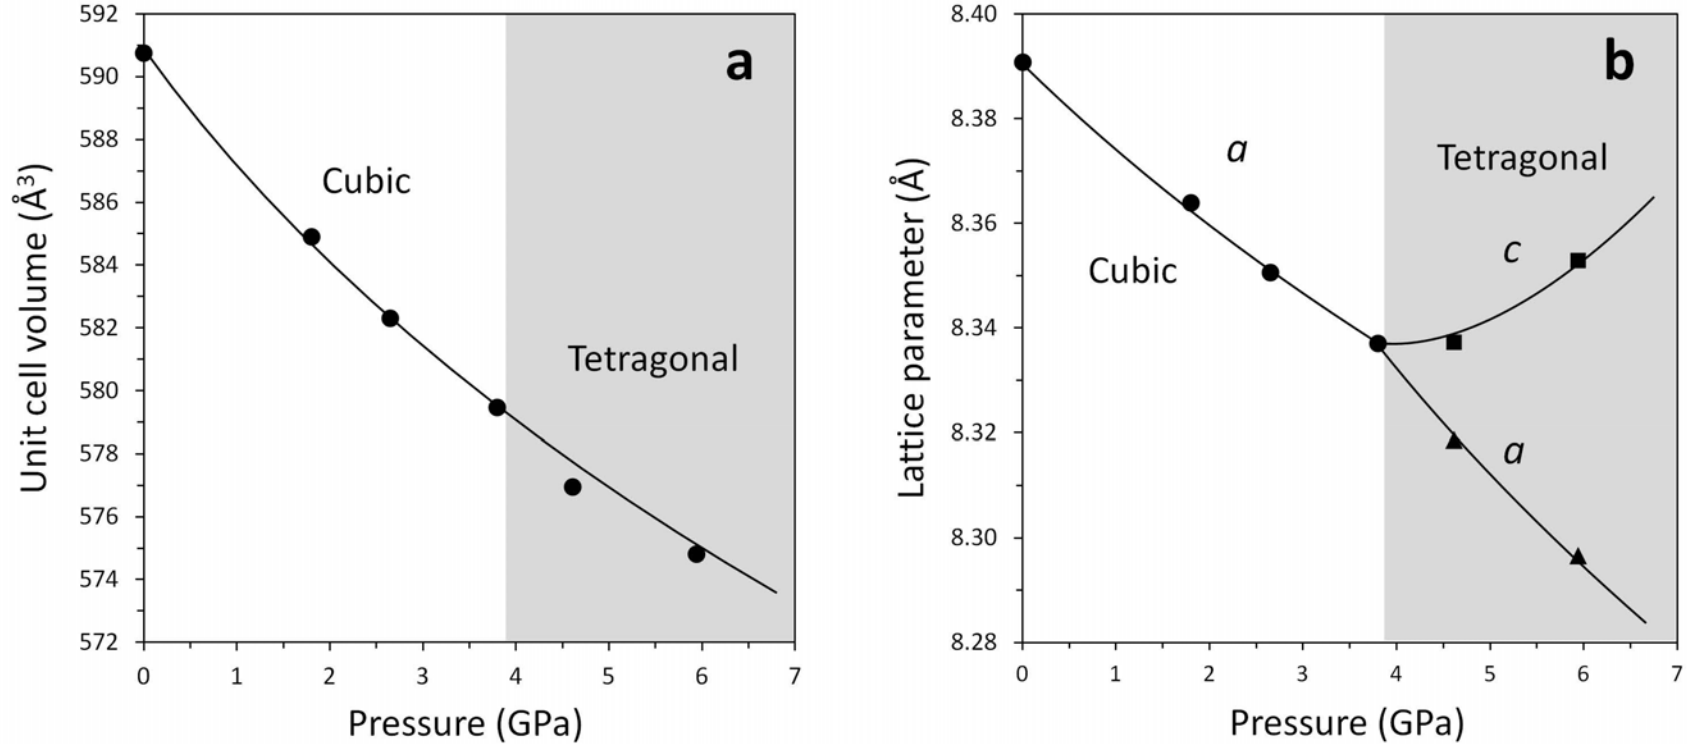 a
592
590
588
586
584
582
580
578
576
574
572
Unit cell volume (Å³)
Cubic
Tetragonal
0 1 2 3 4 5 6 7
Pressure (GPa)
b
8.40
8.38
8.36
8.34
8.32
8.30
8.28
Lattice parameter (Å)
a
Cubic
Tetragonal
c
a
0 1 2 3 4 5 6 7
Pressure (GPa)